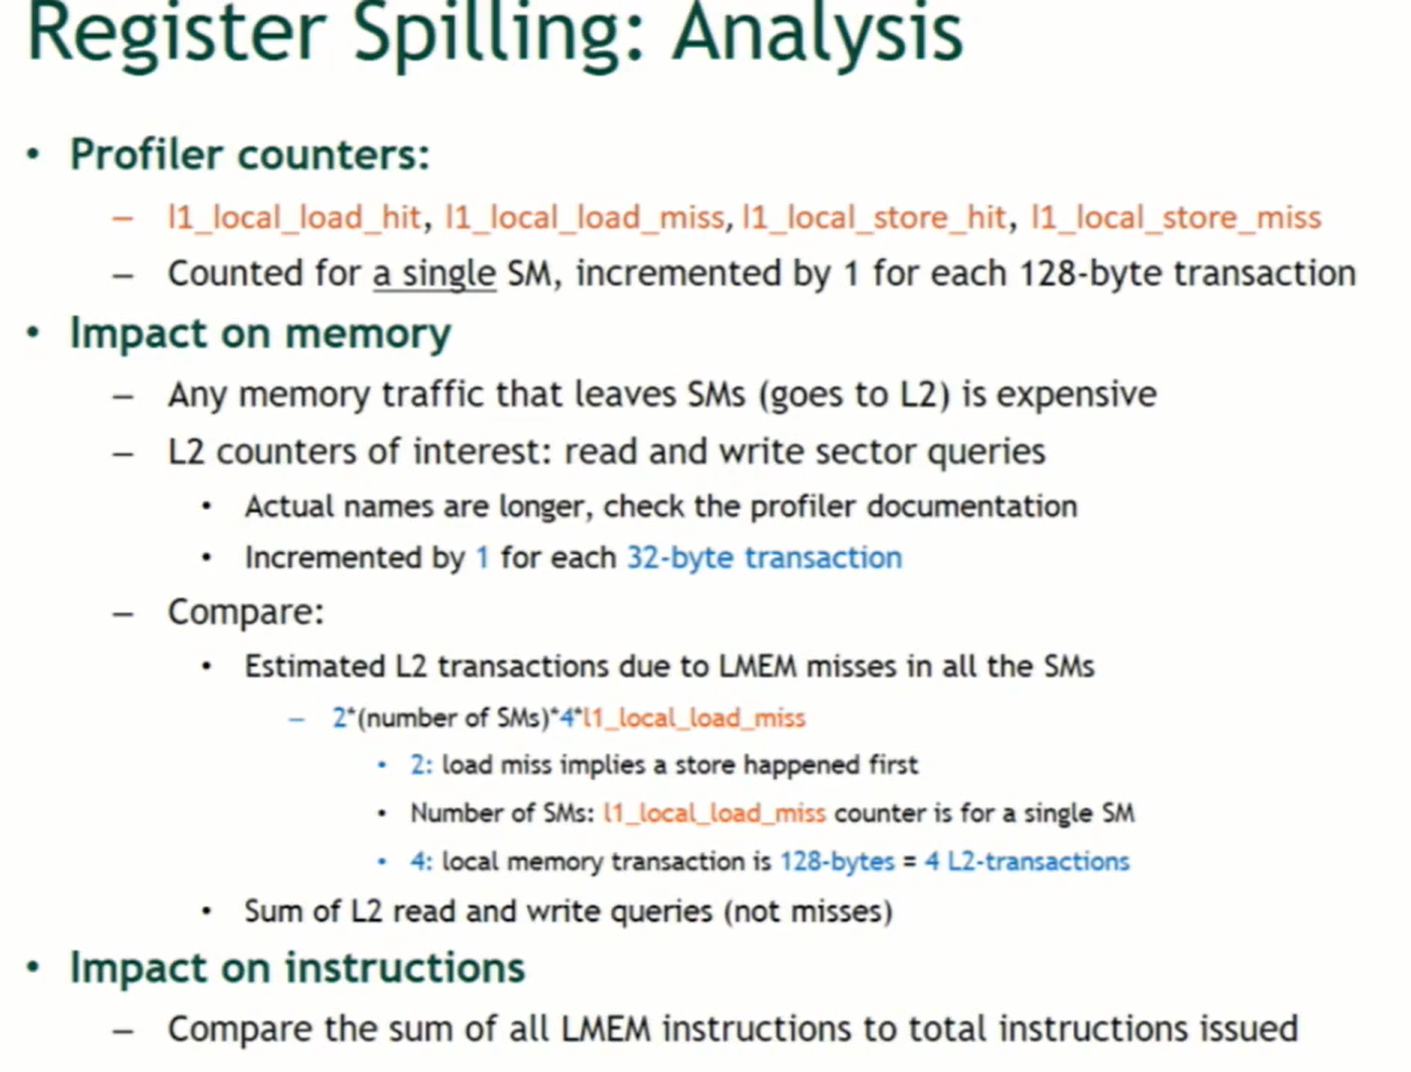 Register Spilling: Analysis
• Profiler counters:
– l1_local_load_hit, l1_local_load_miss, l1_local_store_hit, l1_local_store_miss
– Counted for a single SM, incremented by 1 for each 128-byte transaction
• Impact on memory
– Any memory traffic that leaves SMs (goes to L2) is expensive
– L2 counters of interest: read and write sector queries
• Actual names are longer, check the profiler documentation
• Incremented by 1 for each 32-byte transaction
– Compare:
• Estimated L2 transactions due to LMEM misses in all the SMs
– 2*(number of SMs)*4*l1_local_load_miss
• 2: load miss implies a store happened first
• Number of SMs: l1_local_load_miss counter is for a single SM
• 4: local memory transaction is 128-bytes = 4 L2-transactions
• Sum of L2 read and write queries (not misses)
• Impact on instructions
– Compare the sum of all LMEM instructions to total instructions issued